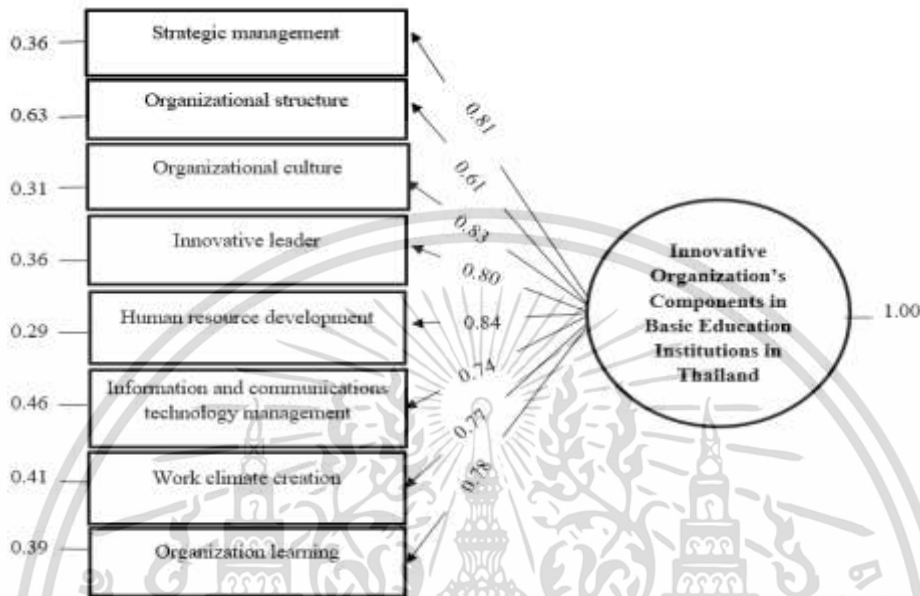 Strategic management
0.36
0.81
Organizational structure
0.63
0.61
Organizational culture
0.31
0.83
Innovative leader
0.36
0.80
Human resource development
0.29
0.84
Information and communications
technology management
0.46
0.74
Work climate creation
0.41
0.77
Organization learning
0.39
0.78
Innovative
Organization's
Components in
Basic Education
Institutions in
Thailand
1.00